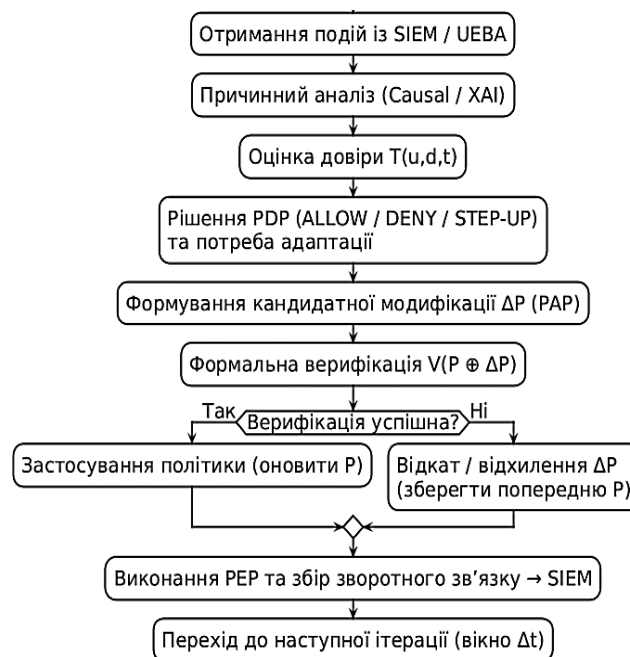 Отримання подій із SIEM / UEBA
Причинний аналіз (Causal / XAI)
Оцінка довіри T(u,d,t)
Рішення PDP (ALLOW / DENY / STEP-UP)
та потреба адаптації
Формування кандидатної модифікації ΔP (PAP)
Формальна верифікація V(P ⊕ ΔP)
Так
Верифікація успішна?
Ні
Застосування політики (оновити P)
Відкат / відхилення ΔP
(зберегти попередню P)
Виконання PEP та збір зворотного зв’язку → SIEM
Перехід до наступної ітерації (вікно Δt)